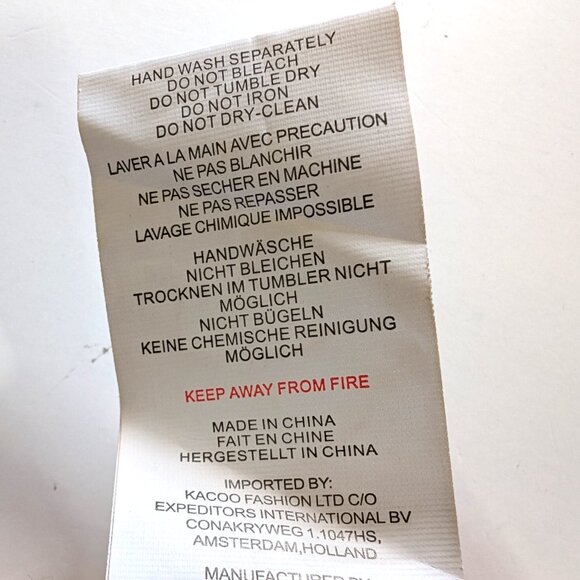 HAND WASH SEPARATELY
DO NOT BLEACH
DO NOT TUMBLE DRY
DO NOT IRON
DO NOT DRY-CLEAN
LAVER A LA MAIN AVEC PRECAUTION
NE PAS BLANCHIR
NE PAS SECHER EN MACHINE
NE PAS REPASSER
LAVAGE CHIMIQUE IMPOSSIBLE
HANDWÄSCHE
NICHT BLEICHEN
TROCKNEN IM TUMBLER NICHT
MÖGLICH
NICHT BÜGELN
KEINE CHEMISCHE REINIGUNG
MÖGLICH
KEEP AWAY FROM FIRE
MADE IN CHINA
FAIT EN CHINE
HERGESTELLT IN CHINA
IMPORTED BY:
KACOO FASHION LTD C/O
EXPEDITORS INTERNATIONAL BV
CONAKRYWEG 1.1047HS,
AMSTERDAM,HOLLAND
MANUFACTURED BY